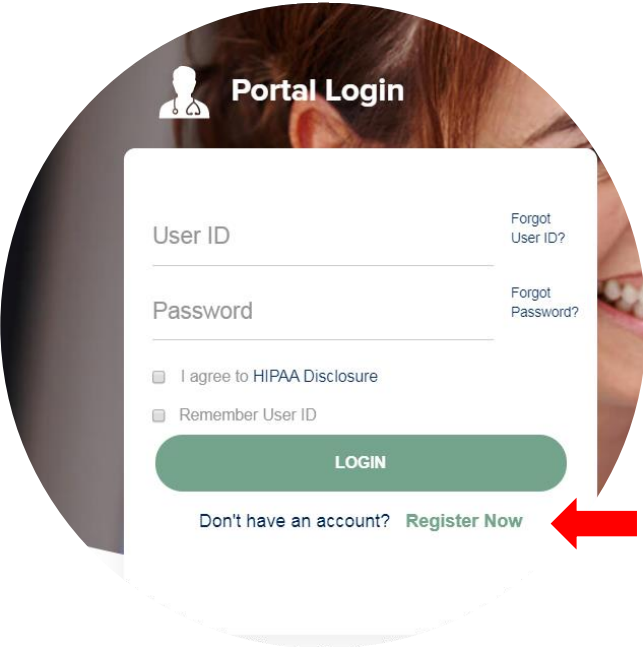 Portal Login
User ID
Forgot
User ID?
Password
Forgot
Password?
I agree to HIPAA Disclosure
Remember User ID
LOGIN
Don't have an account? Register Now